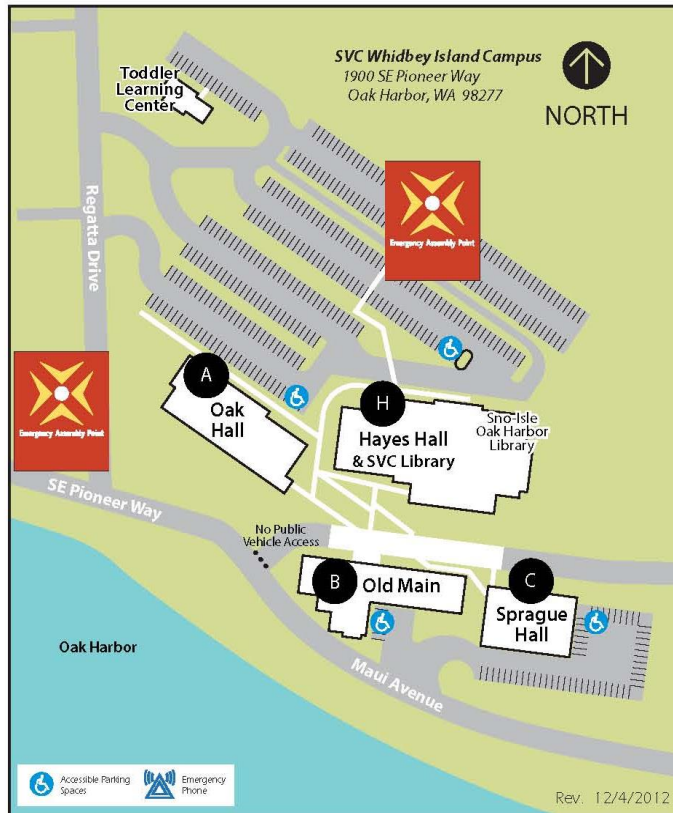 SVC Whidbey Island Campus
1900 SE Pioneer Way
Oak Harbor, WA 98277
NORTH
Toddler
Learning
Center
Emergency Assembly Point
Regatta Drive
Emergency Assembly Point
A
Oak
Hall
H
Hayes Hall
& SVC Library
Sno-Isle
Oak Harbor
Library
SE Pioneer Way
No Public
Vehicle Access
B
Old Main
C
Sprague
Hall
Oak Harbor
Maui Avenue
Accessible Parking
Spaces
Emergency
Phone
Rev. 12/4/2012